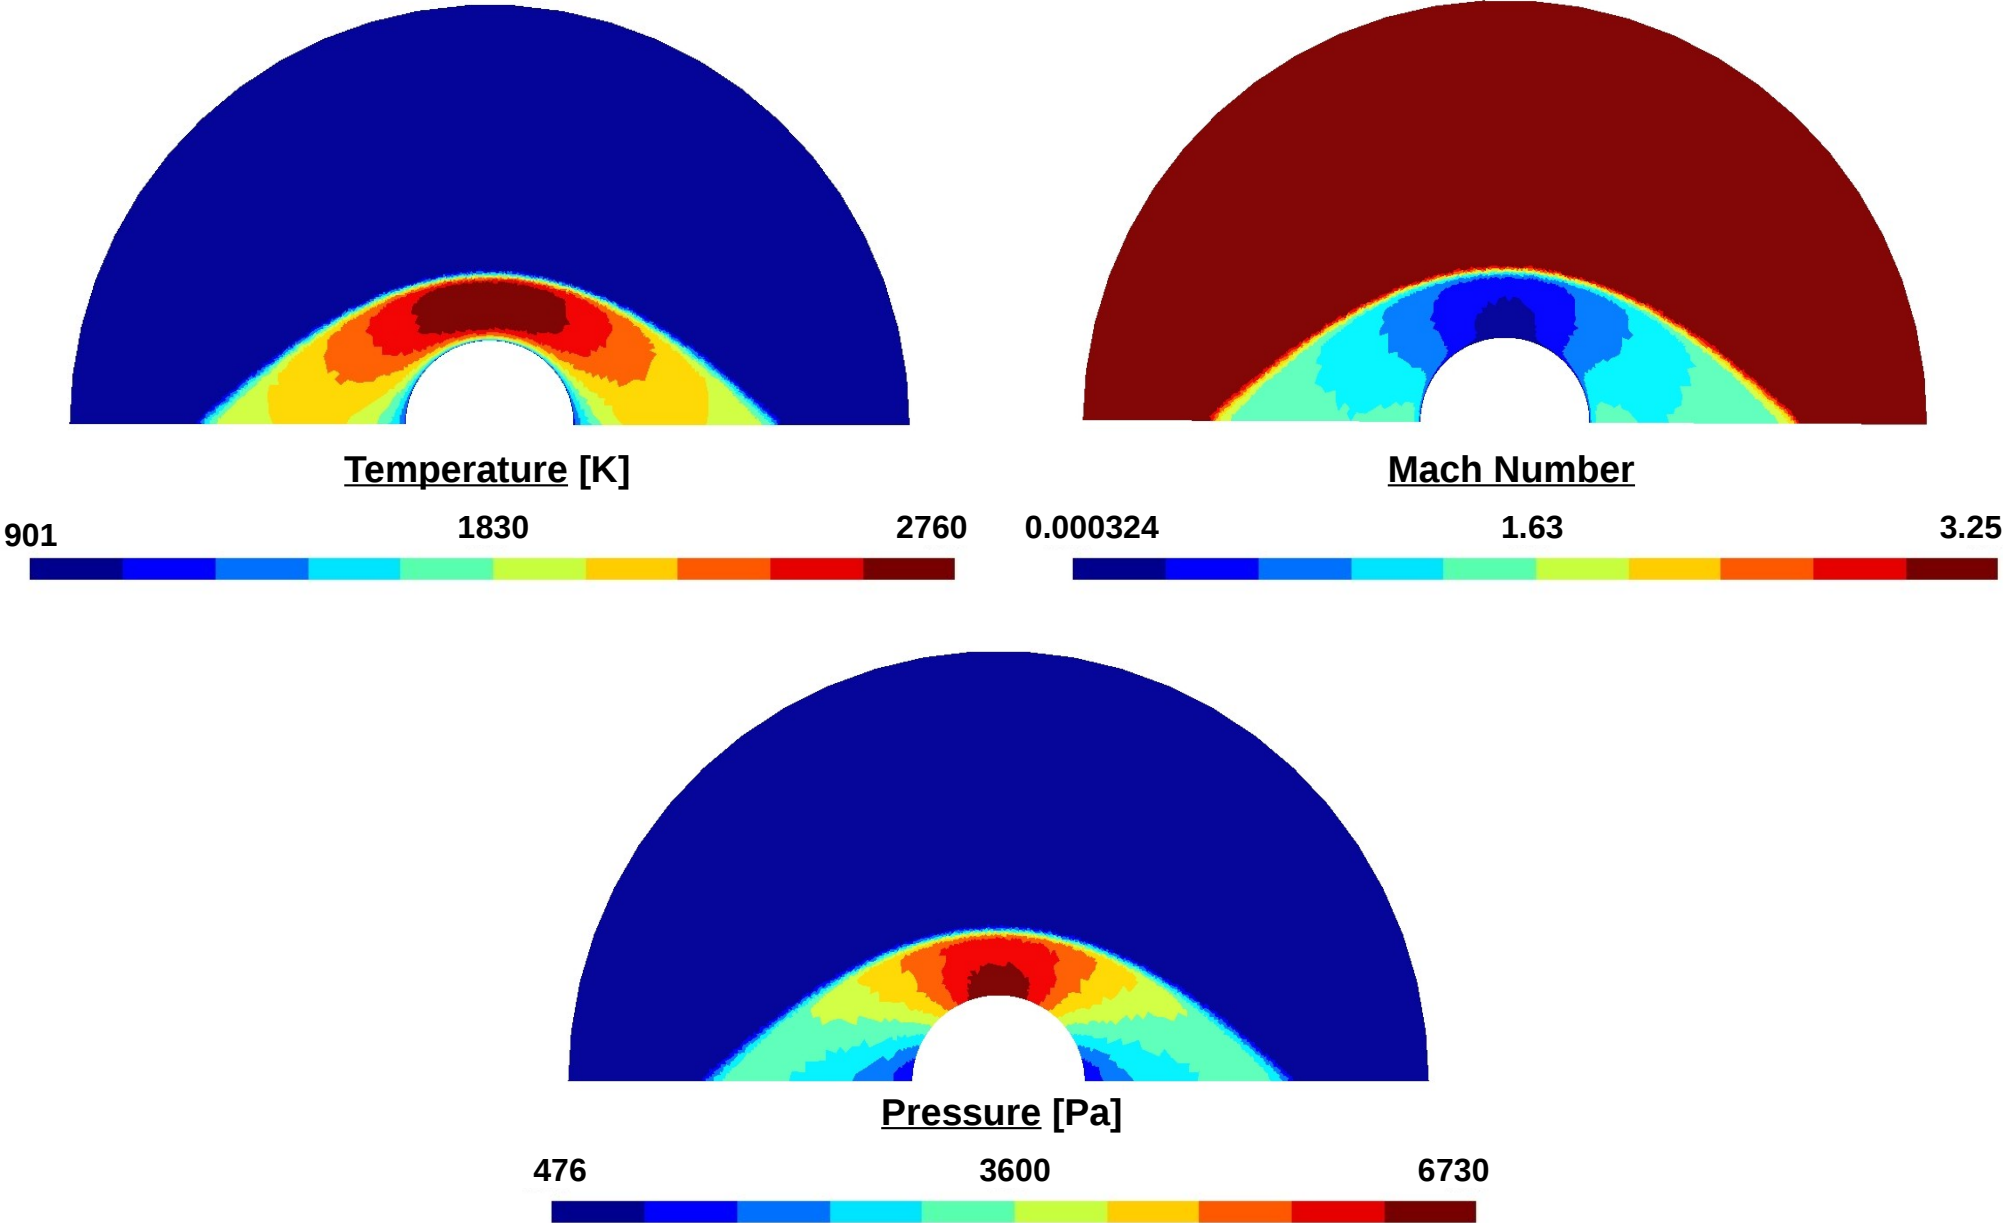 Temperature [K]
901 1830 2760
Mach Number
0.000324 1.63 3.25
Pressure [Pa]
476 3600 6730